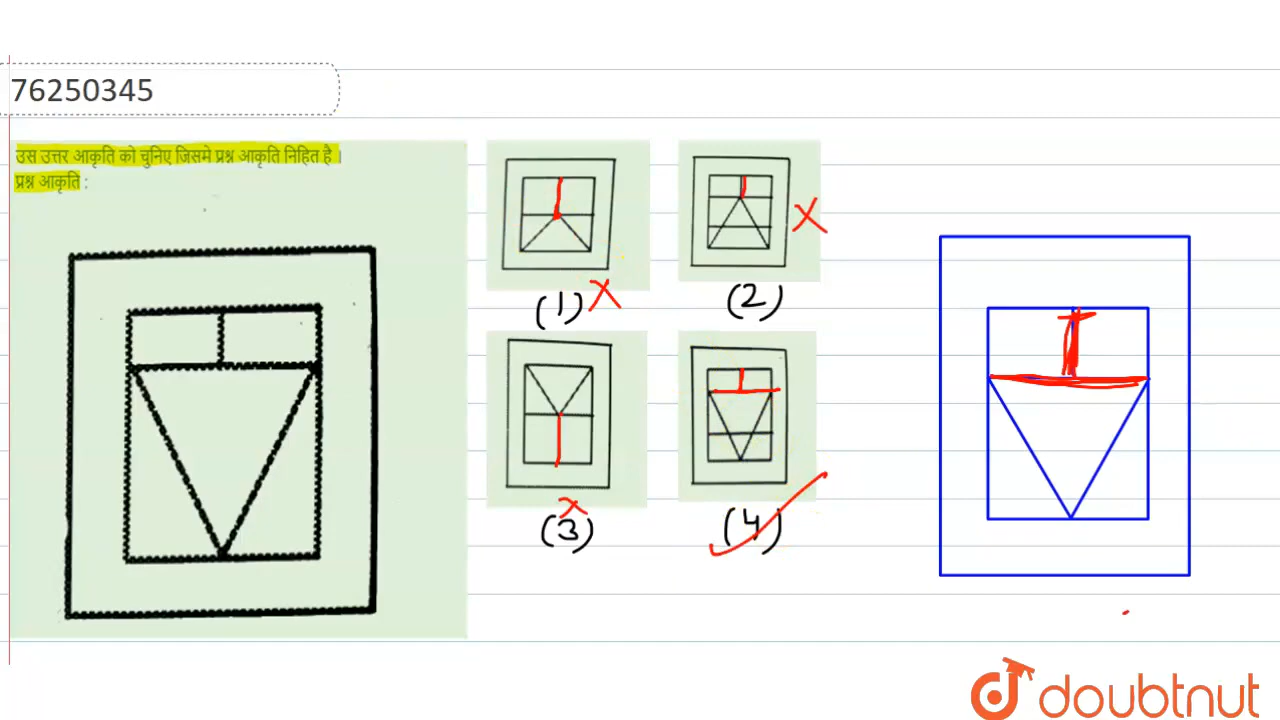 76250345
उस उत्तर आकृति को चुनिए जिसमे प्रश्न आकृति निहित है ।
प्रश्न आकृति :
(1)
(2)
(3)
(4)
doubtnut